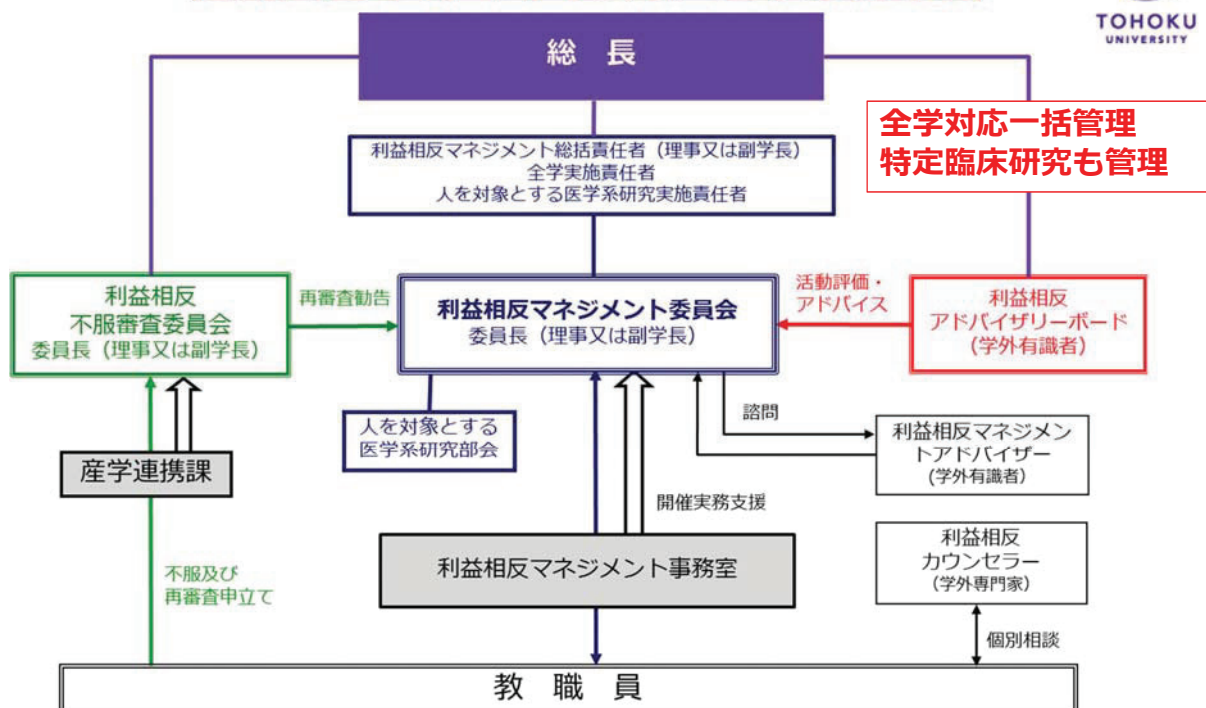 TOHOKU
UNIVERSITY
総 長
全学対応一括管理
特定臨床研究も管理
利益相反マネジメント総括責任者（理事又は副学長）
全学実施責任者
人を対象とする医学系研究実施責任者
利益相反
不服審査委員会
委員長（理事又は副学長）
再審査勧告
利益相反マネジメント委員会
委員長（理事又は副学長）
活動評価・
アドバイス
利益相反
アドバイザリーボード
(学外有識者)
人を対象とする
医学系研究部会
諮問
利益相反マネジメン
トアドバイザー
(学外有識者)
産学連携課
開催実務支援
利益相反マネジメント事務室
利益相反
カウンセラー
(学外専門家)
不服及び
再審査申立て
個別相談
教 職 員